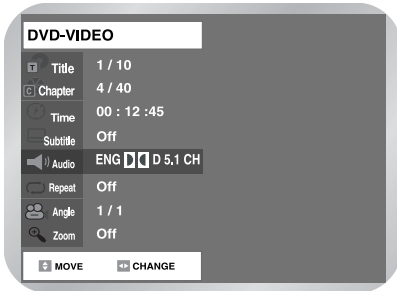 DVD-VIDEO
T Title 1 / 10
C Chapter 4 / 40
Time 00 : 12 :45
Subtitle Off
Audio ENG D 5.1 CH
Repeat Off
Angle 1 / 1
Zoom Off
MOVE CHANGE